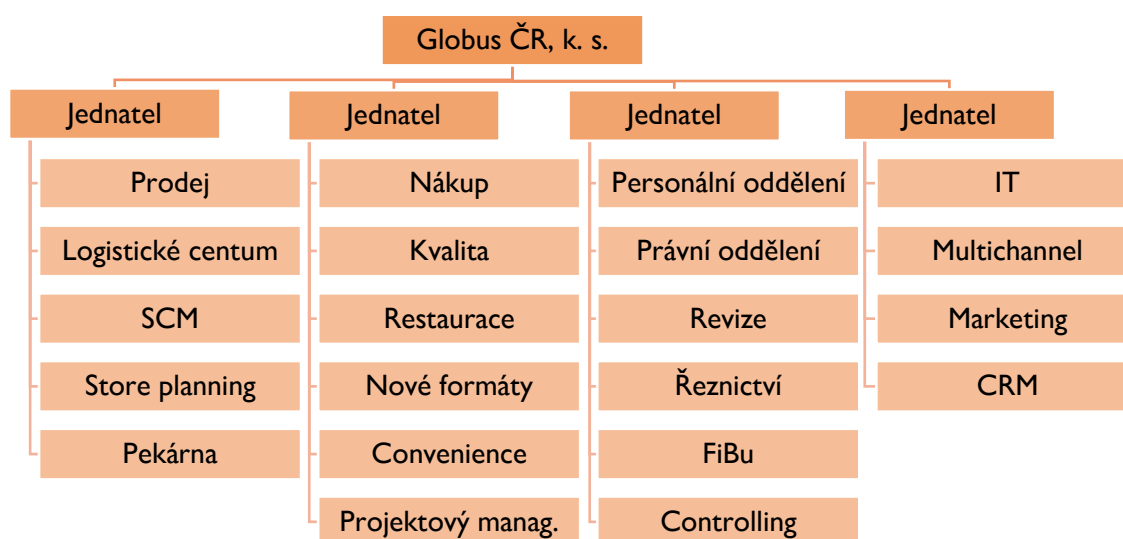 Globus ČR, k. s.
Jednatel
Prodej
Logistické centum
SCM
Store planning
Pekárna
Jednatel
Nákup
Kvalita
Restaurace
Nové formáty
Convenience
Projektový manag.
Jednatel
Personální oddělení
Právní oddělení
Revize
Řeznictví
FiBu
Controlling
Jednatel
IT
Multichannel
Marketing
CRM